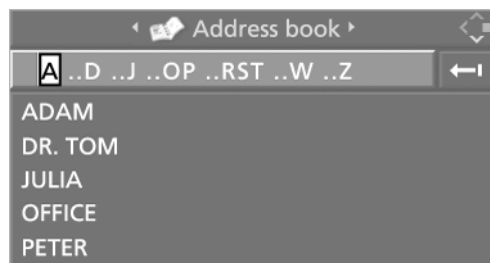 Address book
A ..D ..J ..OP ..RST ..W ..Z
ADAM
DR. TOM
JULIA
OFFICE
PETER